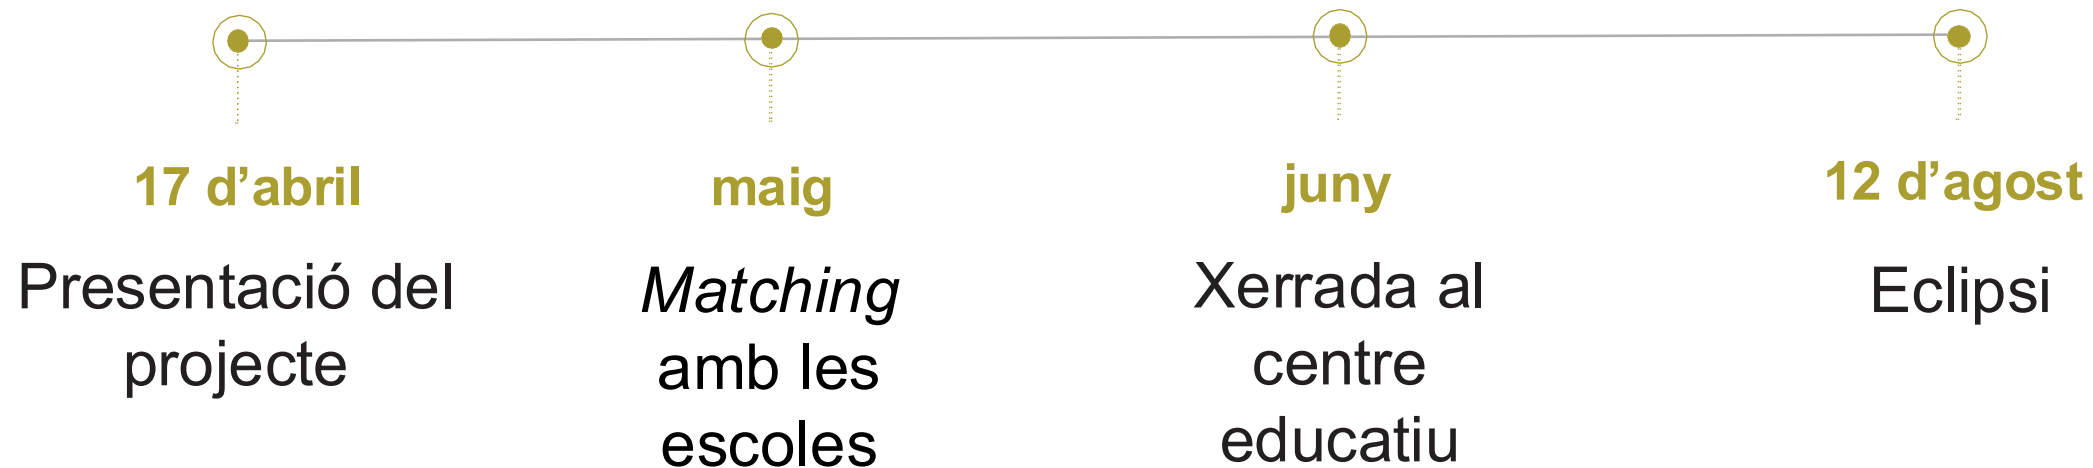 17 d’abril
Presentació del
projecte
maig
Matching
amb les
escoles
juny
Xerrada al
centre
educatiu
12 d’agost
Eclipsi